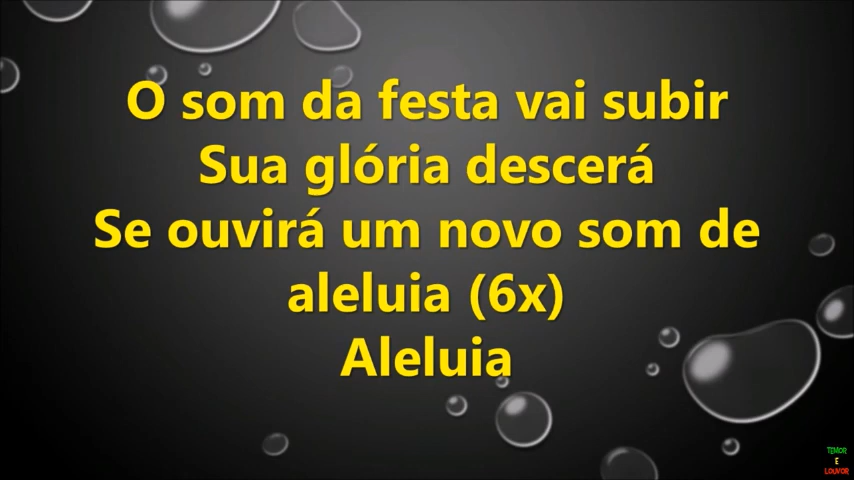 O som da festa vai subir
Sua glória descerá
Se ouvirá um novo som de
aleluia (6x)
Aleluia
TEMOR
E
LOUVOR